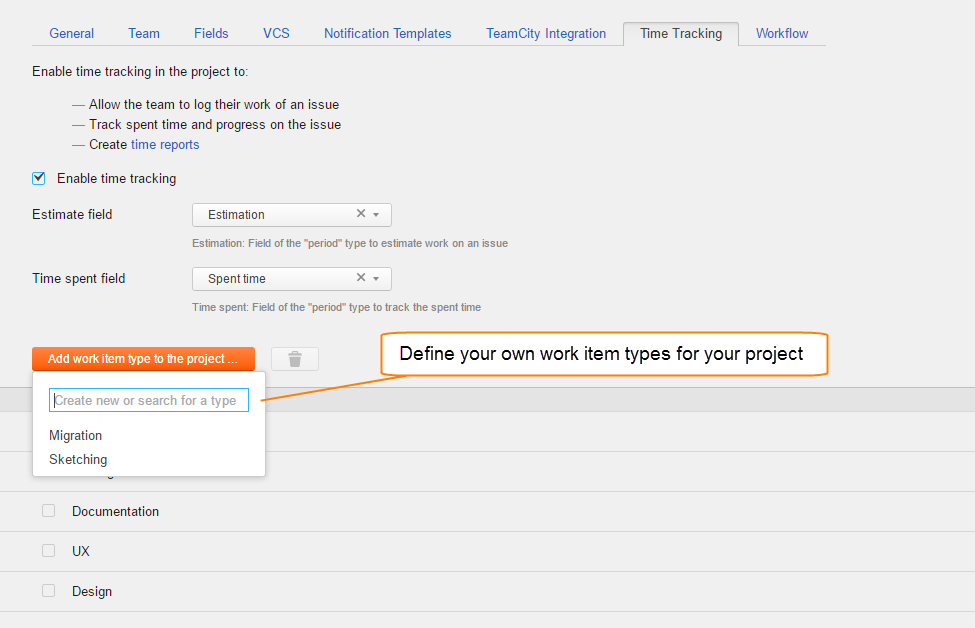 General Team Fields VCS Notification Templates TeamCity Integration Time Tracking Workflow
Enable time tracking in the project to:
— Allow the team to log their work of an issue
— Track spent time and progress on the issue
— Create time reports
Enable time tracking
Estimate field Estimation
Estimation: Field of the "period" type to estimate work on an issue
Time spent field Spent time
Time spent: Field of the "period" type to track the spent time
Add work item type to the project ...
Define your own work item types for your project
Create new or search for a type
Migration
Sketching
Documentation
UX
Design